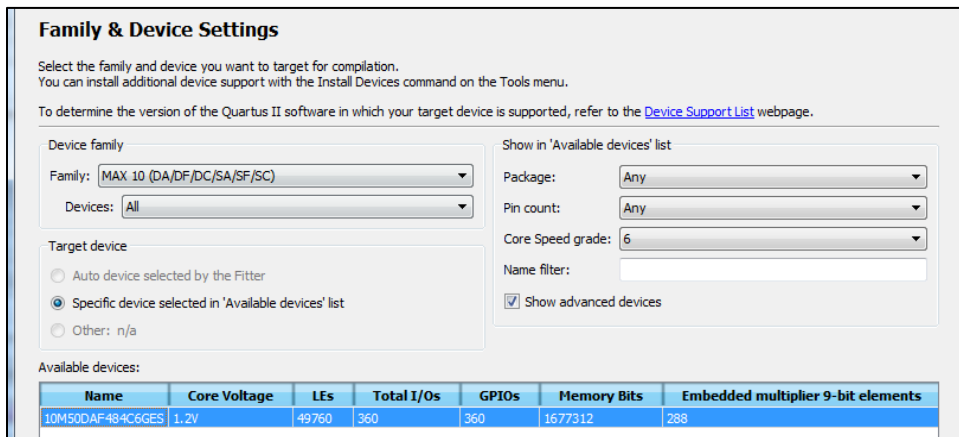 Family & Device Settings
Select the family and device you want to target for compilation.
You can install additional device support with the Install Devices command on the Tools menu.
To determine the version of the Quartus II software in which your target device is supported, refer to the Device Support List webpage.
Device family
Family: MAX 10 (DA/DF/DC/SA/SF/SC)
Devices: All
Target device
Auto device selected by the Fitter
Specific device selected in 'Available devices' list
Other: n/a
Show in 'Available devices' list
Package: Any
Pin count: Any
Core Speed grade: 6
Name filter:
Show advanced devices
Available devices:
Name Core Voltage LEs Total I/Os GPIOs Memory Bits Embedded multiplier 9-bit elements
10M50DAF484C6GES 1.2V 49760 360 360 1677312 288